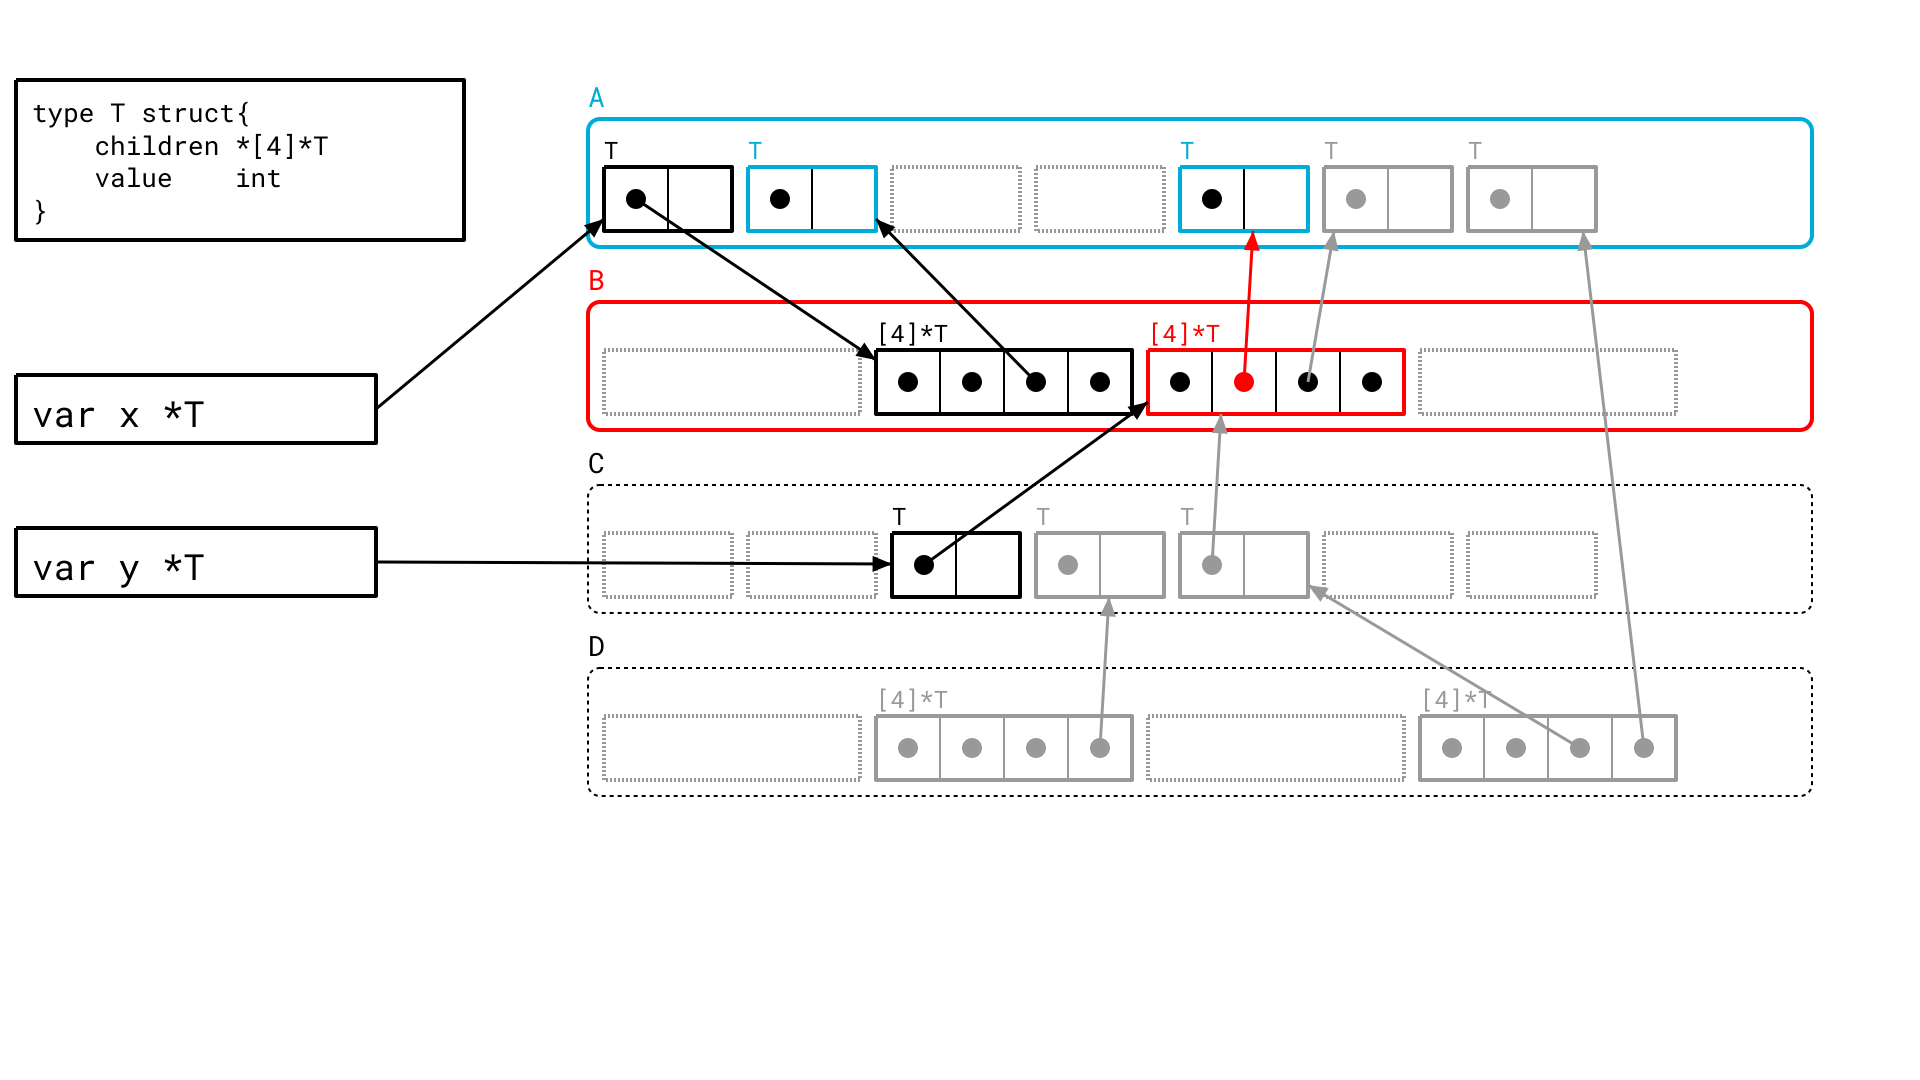 type T struct{
    children *[4]*T
    value    int
}
var x *T
var y *T
A
T T T T T
B
[4]*T [4]*T
C
T T T
D
[4]*T [4]*T